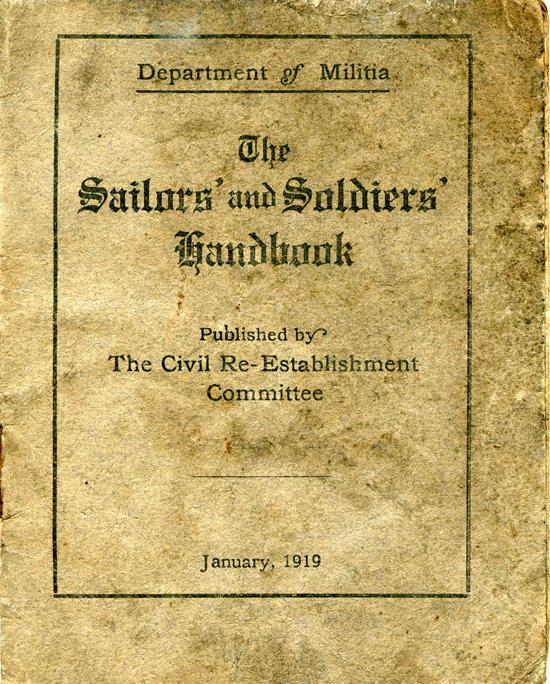 Department of Militia
The
Sailors' and Soldiers'
Handbook
Published by
The Civil Re-Establishment
Committee
January, 1919